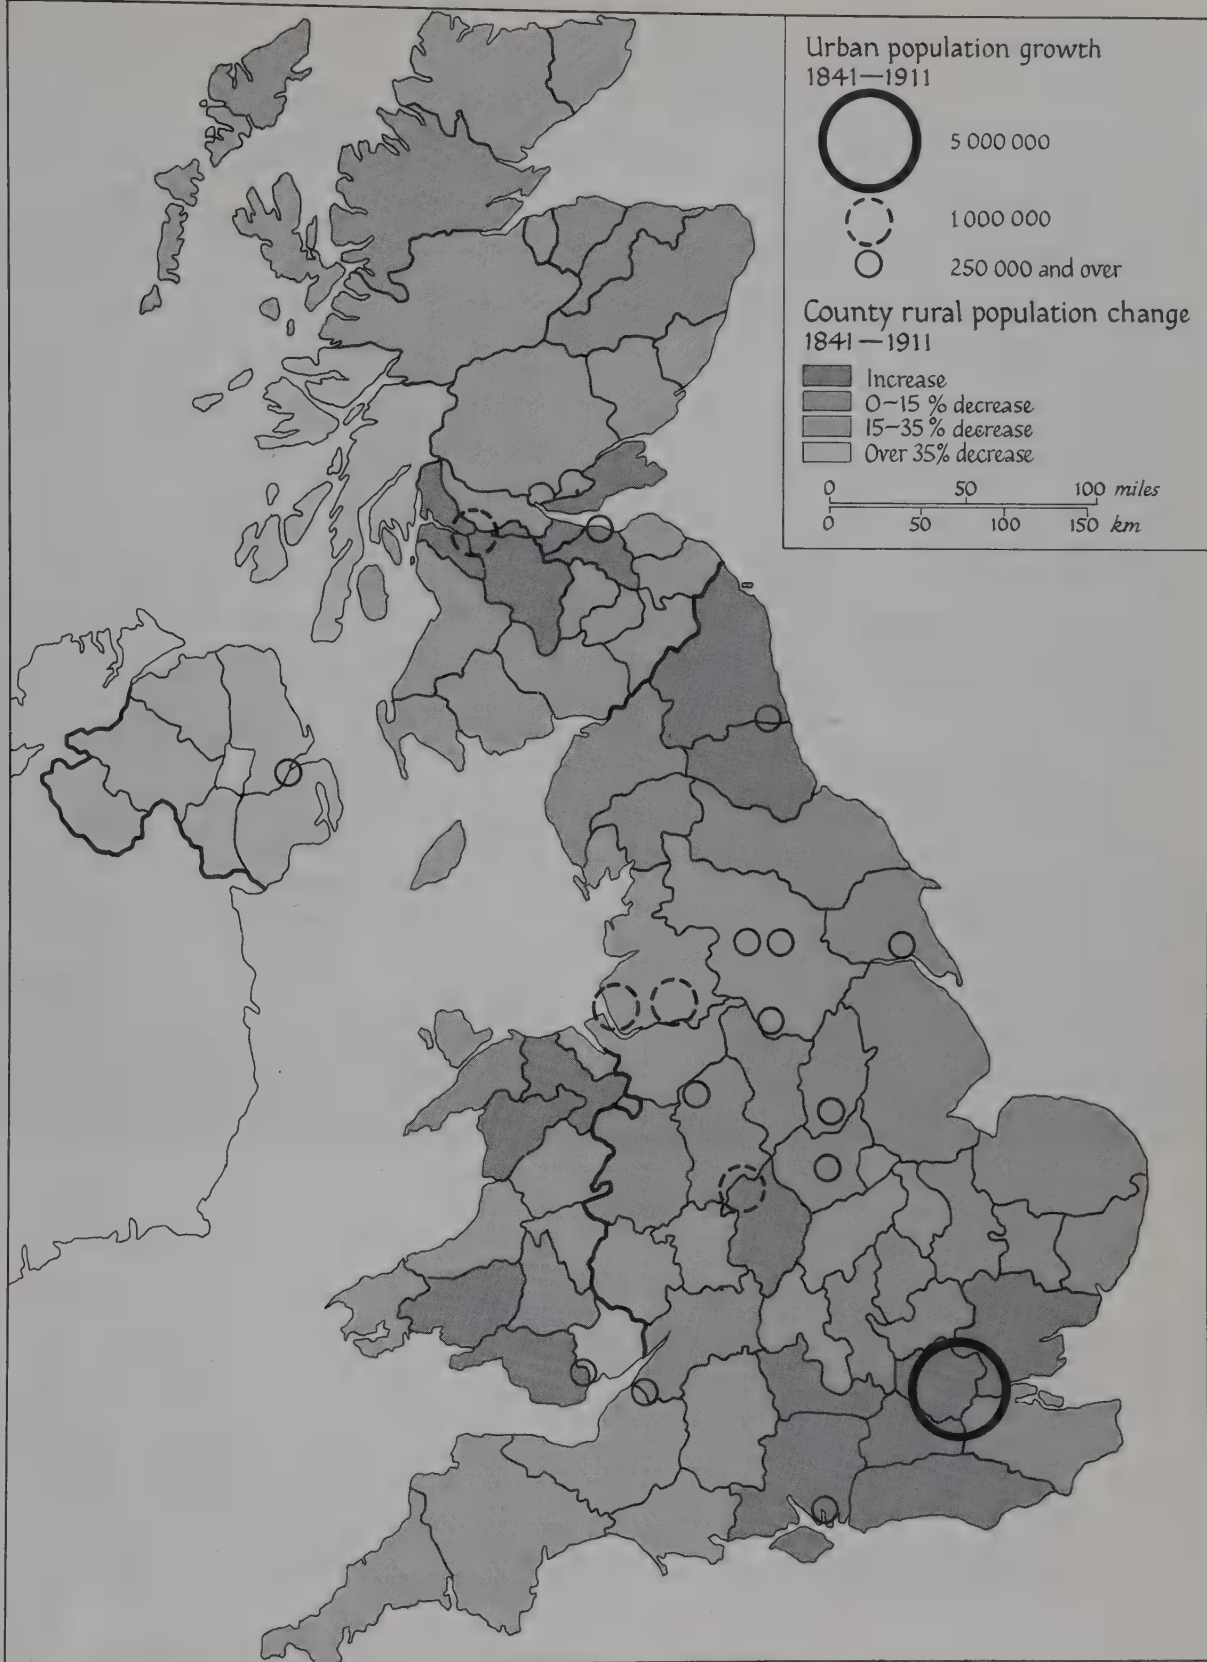 Urban population growth
1841—1911
5 000 000
1 000 000
250 000 and over
County rural population change
1841—1911
Increase
0-15 % decrease
15-35 % decrease
Over 35% decrease
0 50 100 miles
0 50 100 150 km